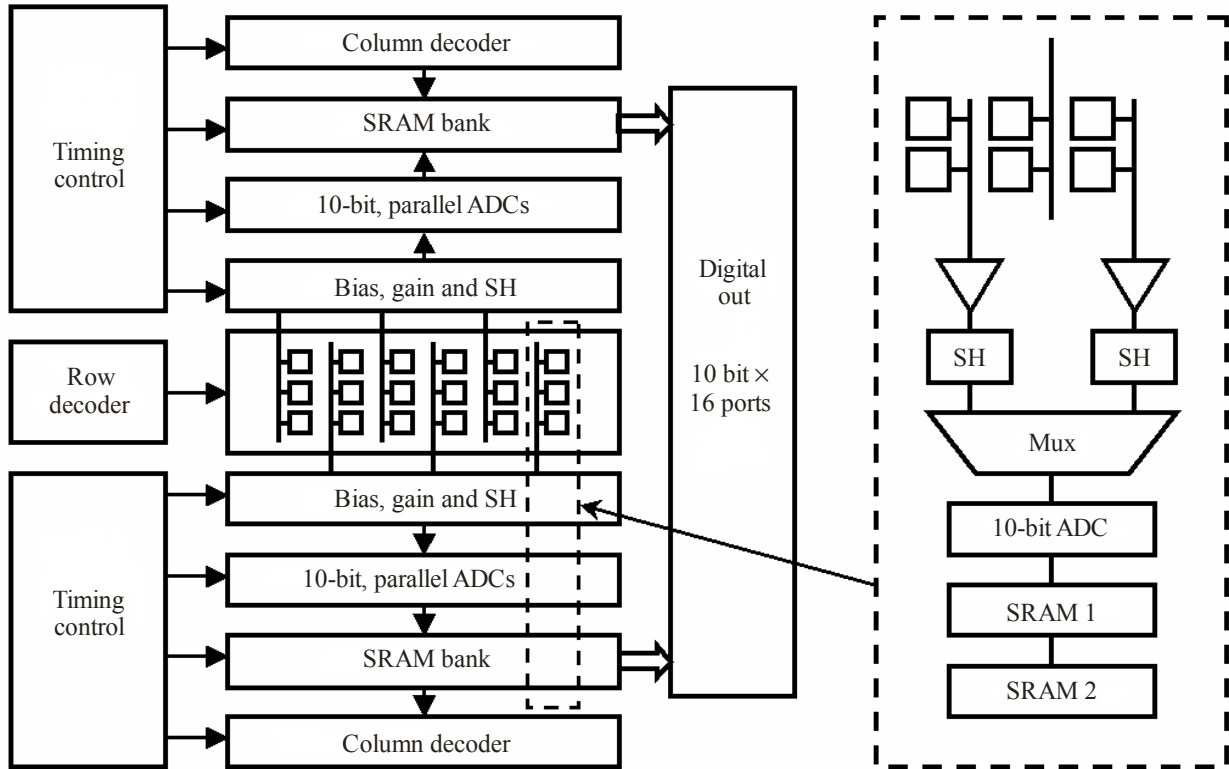 Column decoder
SRAM bank
10-bit, parallel ADCs
Bias, gain and SH
Timing
control
Row
decoder
Timing
control
Bias, gain and SH
10-bit, parallel ADCs
SRAM bank
Column decoder
Digital
out
10 bit ×
16 ports
SH
SH
Mux
10-bit ADC
SRAM 1
SRAM 2